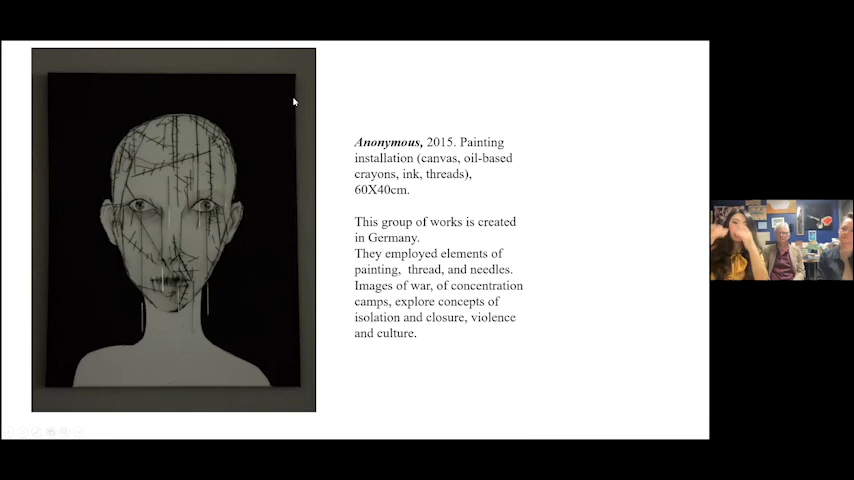 Anonymous, 2015. Painting
installation (canvas, oil-based
crayons, ink, threads),
60X40cm.
This group of works is created
in Germany.
They employed elements of
painting,  thread, and needles.
Images of war, of concentration
camps, explore concepts of
isolation and closure, violence
and culture.